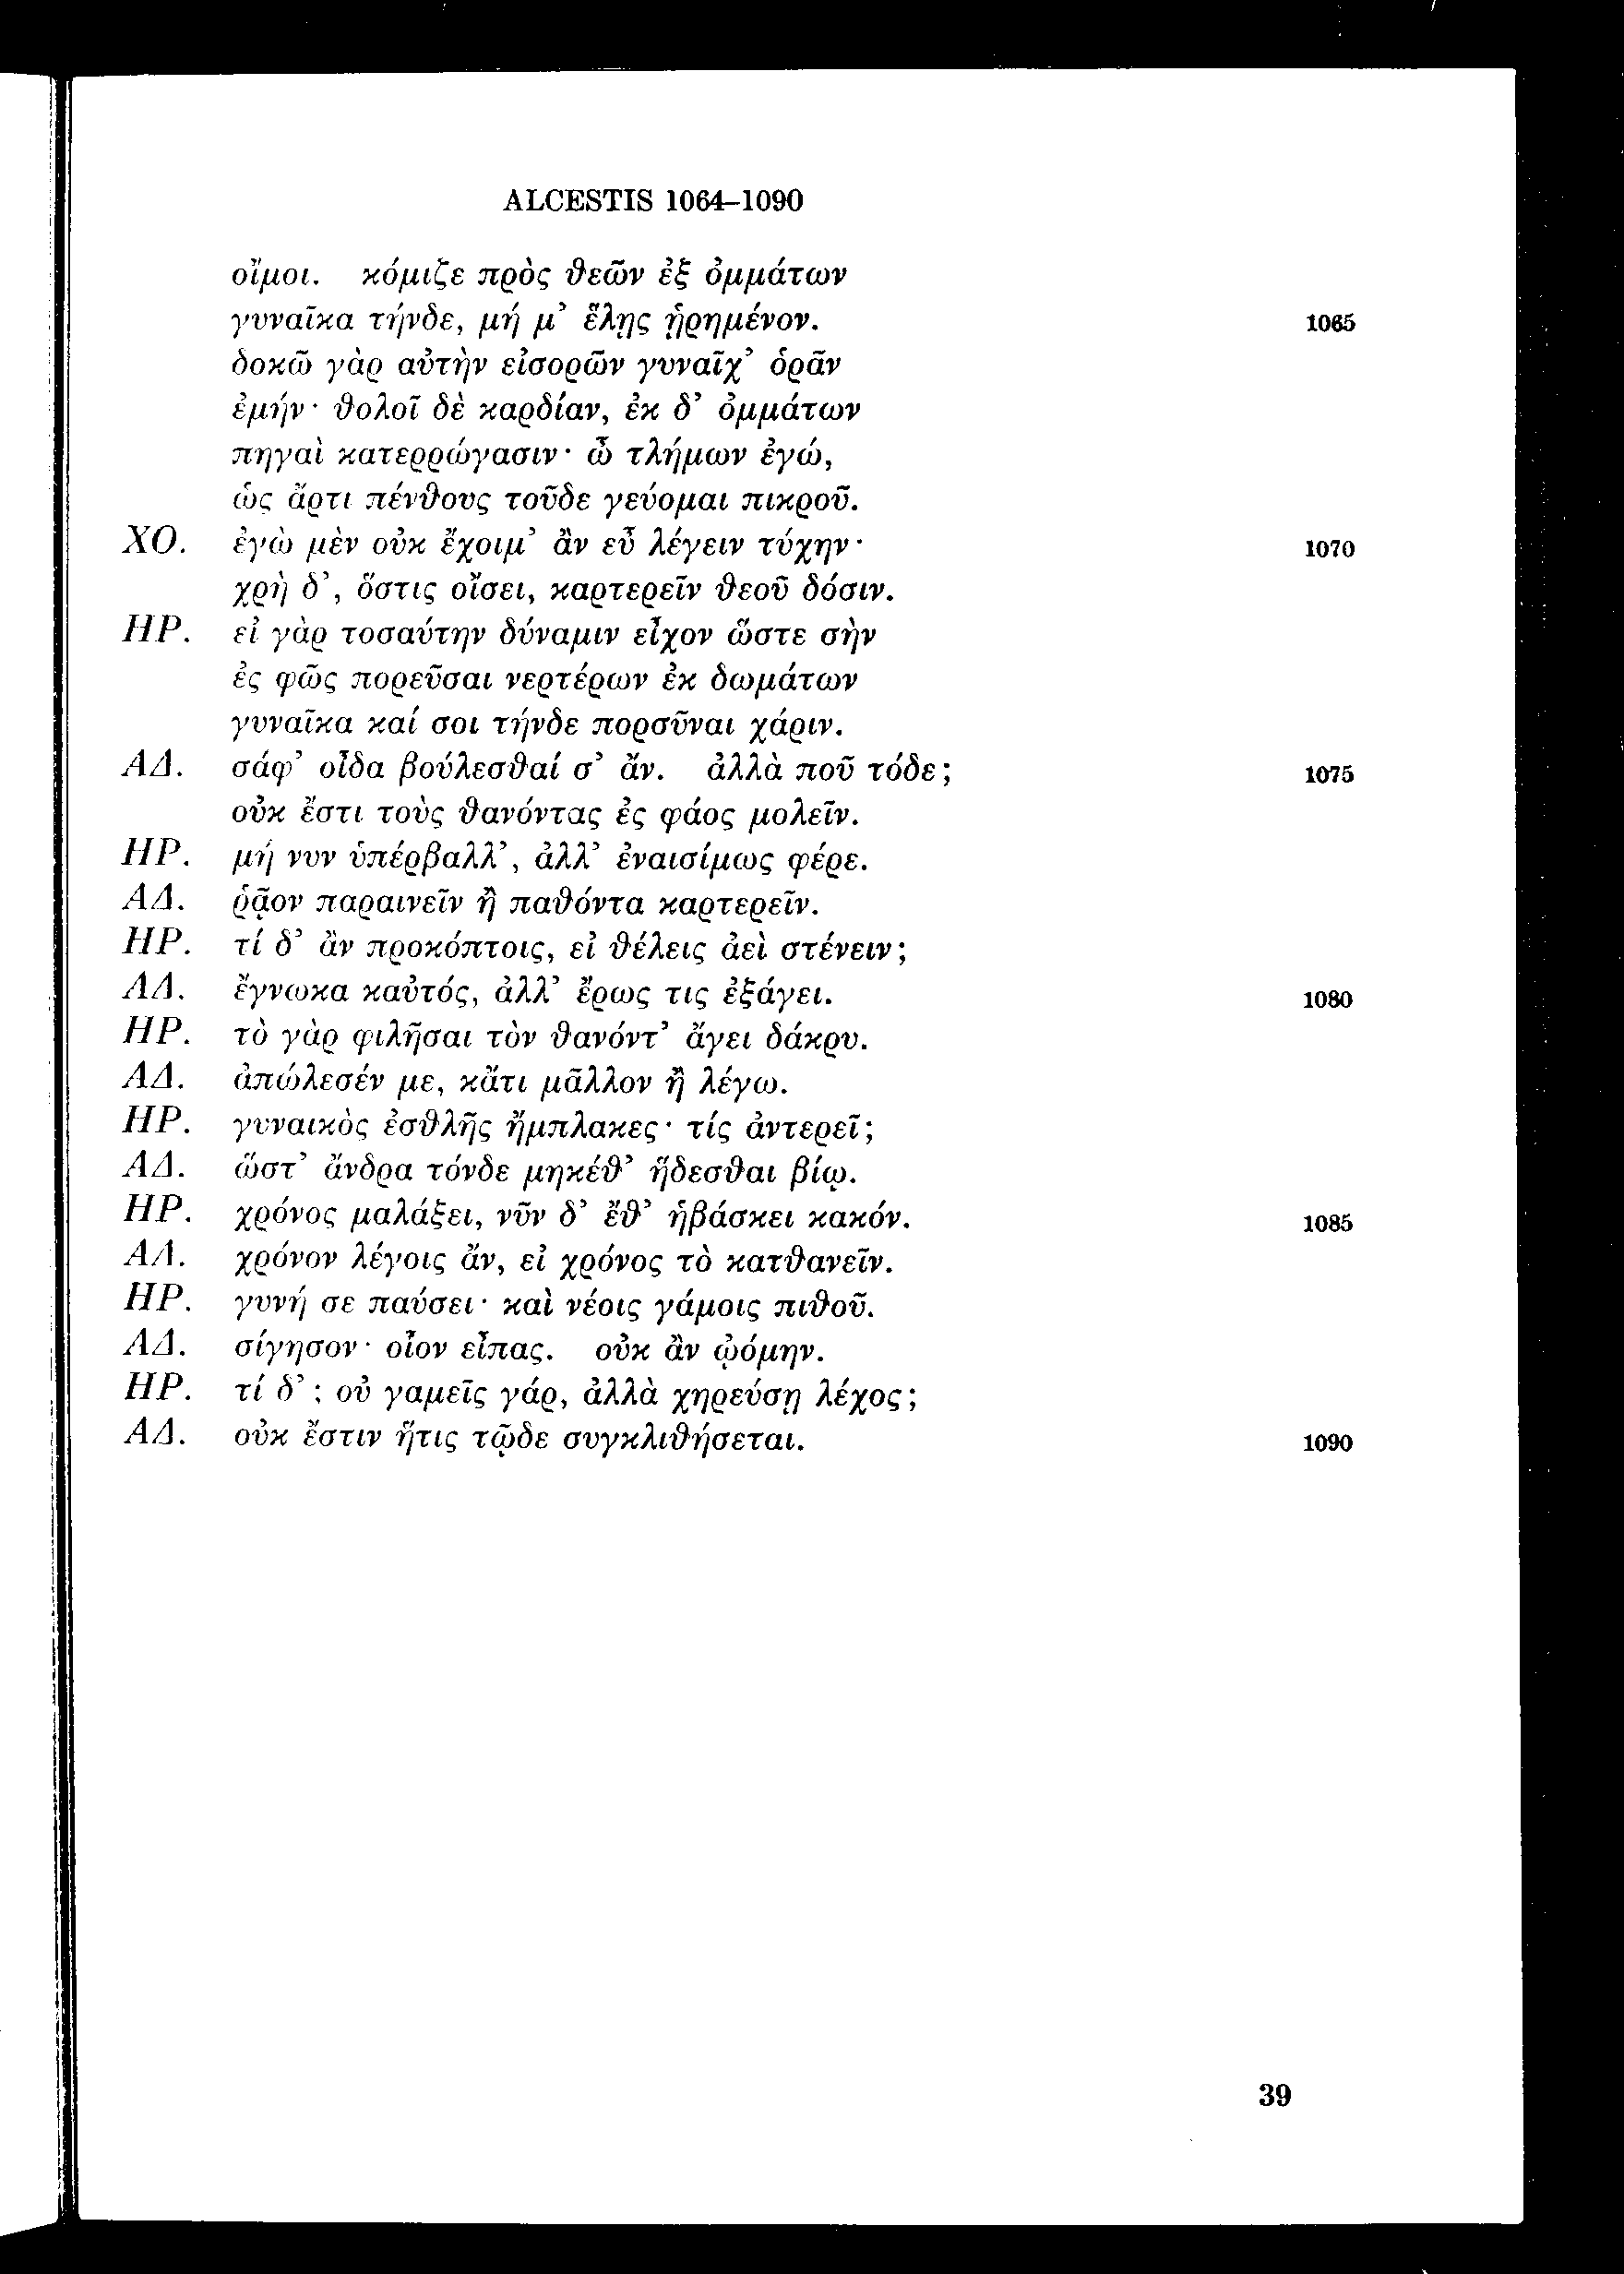 ALCESTIS 1064–1090
οἴμοι. κόμιζε πρὸς θεῶν ἐξ ὀμμάτων
γυναῖκα τήνδε, μή μ’ ἕλῃς ᾑρημένον. 1065
δοκῶ γὰρ αὐτὴν εἰσορῶν γυναῖχ’ ὁρᾶν
ἐμήν· θολοῖ δὲ καρδίαν, ἐκ δ’ ὀμμάτων
πηγαὶ κατερρώγασιν· ὦ τλήμων ἐγώ,
ὡς ἄρτι πένθους τοῦδε γεύομαι πικροῦ.
ΧΟ. ἐγὼ μὲν οὐκ ἔχοιμ’ ἂν εὖ λέγειν τύχην· 1070
χρὴ δ’, ὅστις οἴσει, καρτερεῖν θεοῦ δόσιν.
ΗΡ. εἰ γὰρ τοσαύτην δύναμιν εἶχον ὥστε σὴν
ἐς φῶς πορεῦσαι νερτέρων ἐκ δωμάτων
γυναῖκα καί σοι τήνδε πορσῦναι χάριν.
ΑΔ. σάφ’ οἶδα βούλεσθαί σ’ ἄν. ἀλλὰ ποῦ τόδε; 1075
οὐκ ἔστι τοὺς θανόντας ἐς φάος μολεῖν.
ΗΡ. μή νυν ὑπέρβαλλ’, ἀλλ’ ἐναισίμως φέρε.
ΑΔ. ῥᾷον παραινεῖν ἢ παθόντα καρτερεῖν.
ΗΡ. τί δ’ ἂν προκόπτοις, εἰ θέλεις ἀεὶ στένειν;
ΑΔ. ἔγνωκα καὐτός, ἀλλ’ ἔρως τις ἐξάγει. 1080
ΗΡ. τὸ γὰρ φιλῆσαι τὸν θανόντ’ ἄγει δάκρυ.
ΑΔ. ἀπώλεσέν με, κἄτι μᾶλλον ἢ λέγω.
ΗΡ. γυναικὸς ἐσθλῆς ἤμπλακες· τίς ἀντερεῖ;
ΑΔ. ὥστ’ ἄνδρα τόνδε μηκέθ’ ἥδεσθαι βίῳ.
ΗΡ. χρόνος μαλάξει, νῦν δ’ ἔθ’ ἡβάσκει κακόν. 1085
ΑΔ. χρόνον λέγοις ἄν, εἰ χρόνος τὸ κατθανεῖν.
ΗΡ. γυνή σε παύσει· καὶ νέοις γάμοις πιθοῦ.
ΑΔ. σίγησον· οἷον εἶπας. οὐκ ἂν ᾠόμην.
ΗΡ. τί δ’; οὐ γαμεῖς γάρ, ἀλλὰ χηρεύσῃ λέχος;
ΑΔ. οὐκ ἔστιν ἥτις τῷδε συγκλιθήσεται. 1090
39